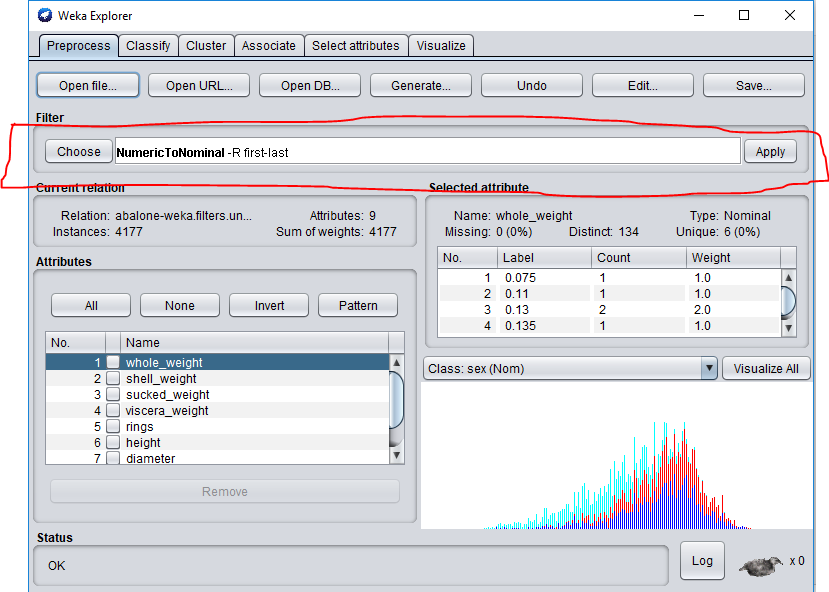 Weka Explorer
Preprocess Classify Cluster Associate Select attributes Visualize
Open file... Open URL... Open DB... Generate... Undo Edit... Save...
Filter
Choose NumericToNominal -R first-last Apply
Current relation
Relation: abalone-weka.filters.un... Attributes: 9
Instances: 4177 Sum of weights: 4177
Attributes
All None Invert Pattern
No. Name
1 whole_weight
2 shell_weight
3 sucked_weight
4 viscera_weight
5 rings
6 height
7 diameter
Remove
Selected attribute
Name: whole_weight Type: Nominal
Missing: 0 (0%) Distinct: 134 Unique: 6 (0%)
No. Label Count Weight
1 0.075 1 1.0
2 0.11 1 1.0
3 0.13 2 2.0
4 0.135 1 1.0
Class: sex (Nom) Visualize All
Status
OK Log x 0